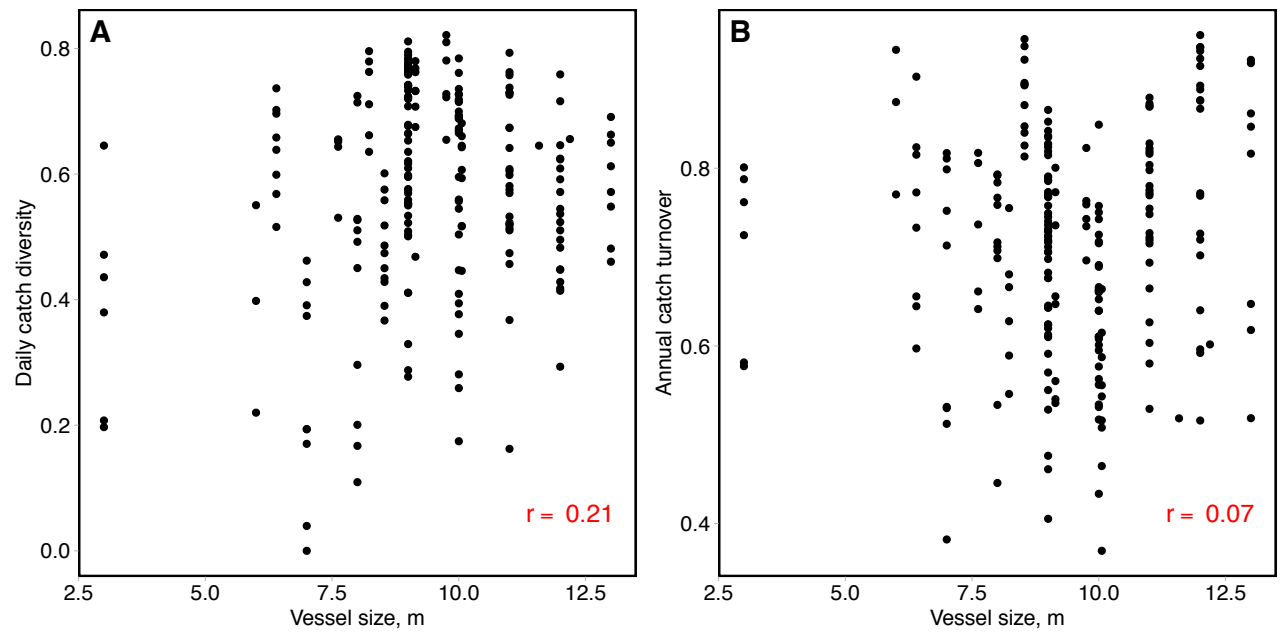 A
Daily catch diversity
0.8
0.6
0.4
0.2
0.0
r = 0.21
2.5 5.0 7.5 10.0 12.5
Vessel size, m
B
Annual catch turnover
0.8
0.6
0.4
r = 0.07
2.5 5.0 7.5 10.0 12.5
Vessel size, m